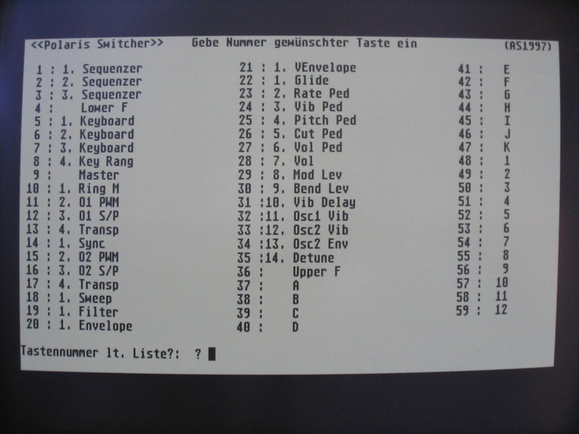 <<Polaris Switcher>> Gebe Nummer gewünschter Taste ein (AS1997)
1 : 1. Sequenzer 21 : 1. VEnvelope 41 : E
2 : 2. Sequenzer 22 : 1. Glide 42 : F
3 : 3. Sequenzer 23 : 2. Rate Ped 43 : G
4 : Lower F 24 : 3. Vib Ped 44 : H
5 : 1. Keyboard 25 : 4. Pitch Ped 45 : I
6 : 2. Keyboard 26 : 5. Cut Ped 46 : J
7 : 3. Keyboard 27 : 6. Vol Ped 47 : K
8 : 4. Key Rang 28 : 7. Vol 48 : 1
9 : Master 29 : 8. Mod Lev 49 : 2
10 : 1. Ring M 30 : 9. Bend Lev 50 : 3
11 : 2. O1 PWM 31 :10. Vib Delay 51 : 4
12 : 3. O1 S/P 32 :11. Osc1 Vib 52 : 5
13 : 4. Transp 33 :12. Osc2 Vib 53 : 6
14 : 1. Sync 34 :13. Osc2 Env 54 : 7
15 : 2. O2 PWM 35 :14. Detune 55 : 8
16 : 3. O2 S/P 36 : Upper F 56 : 9
17 : 4. Transp 37 : A 57 : 10
18 : 1. Sweep 38 : B 58 : 11
19 : 1. Filter 39 : C 59 : 12
20 : 1. Envelope 40 : D
Tastennummer lt. Liste?: ?